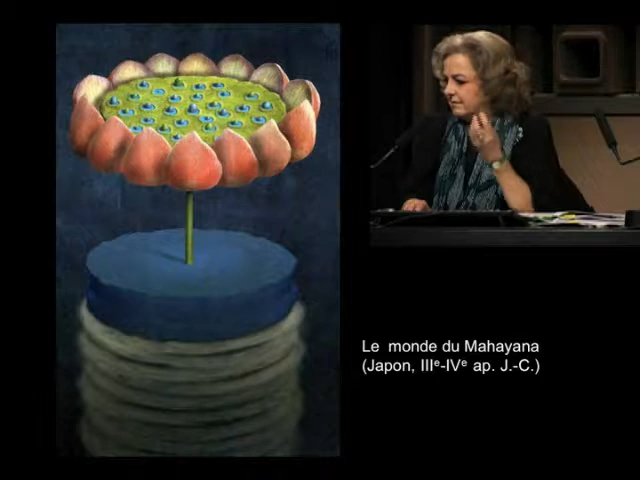 Le monde du Mahayana
(Japon, IIIᵉ-IVᵉ ap. J.-C.)